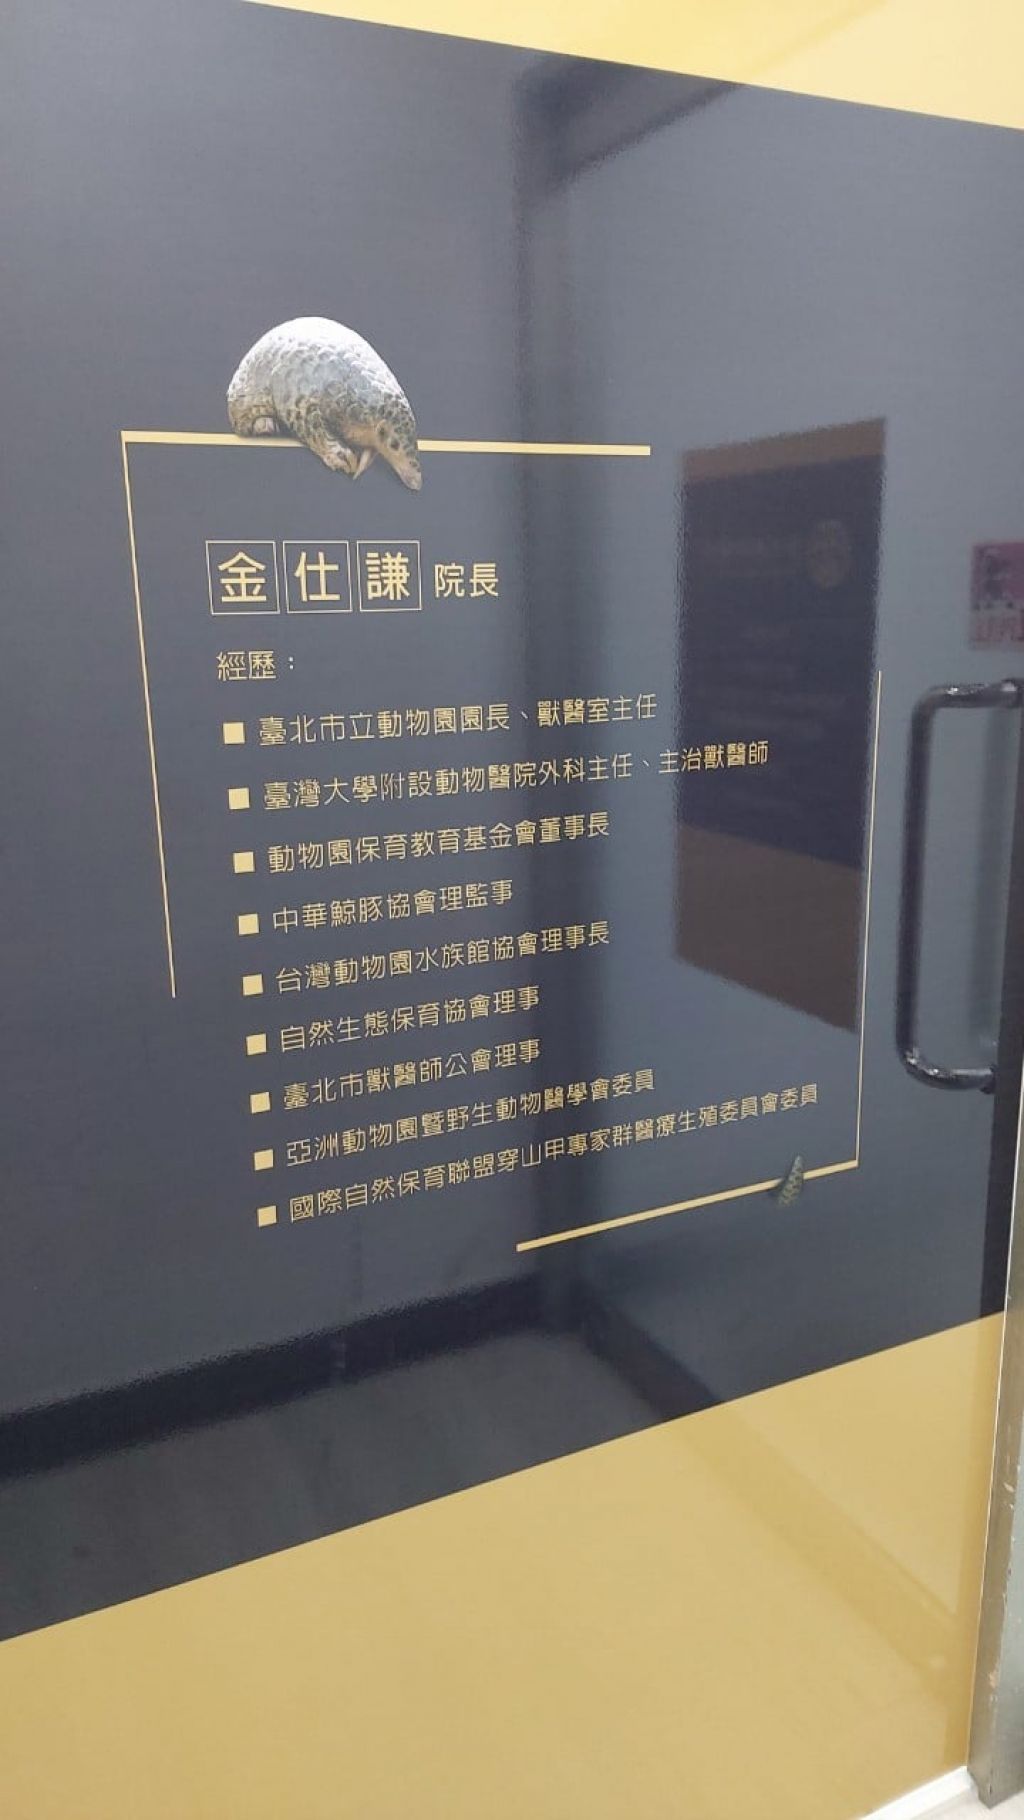 金仕謙 院長
經歷：
■ 臺北市立動物園園長、獸醫室主任
■ 臺灣大學附設動物醫院外科主任、主治獸醫師
■ 動物園保育教育基金會董事長
■ 中華鯨豚協會理監事
■ 台灣動物園水族館協會理事長
■ 自然生態保育協會理事
■ 臺北市獸醫師公會理事
■ 亞洲動物園暨野生動物醫學會委員
■ 國際自然保育聯盟穿山甲專家群醫療生殖委員會委員